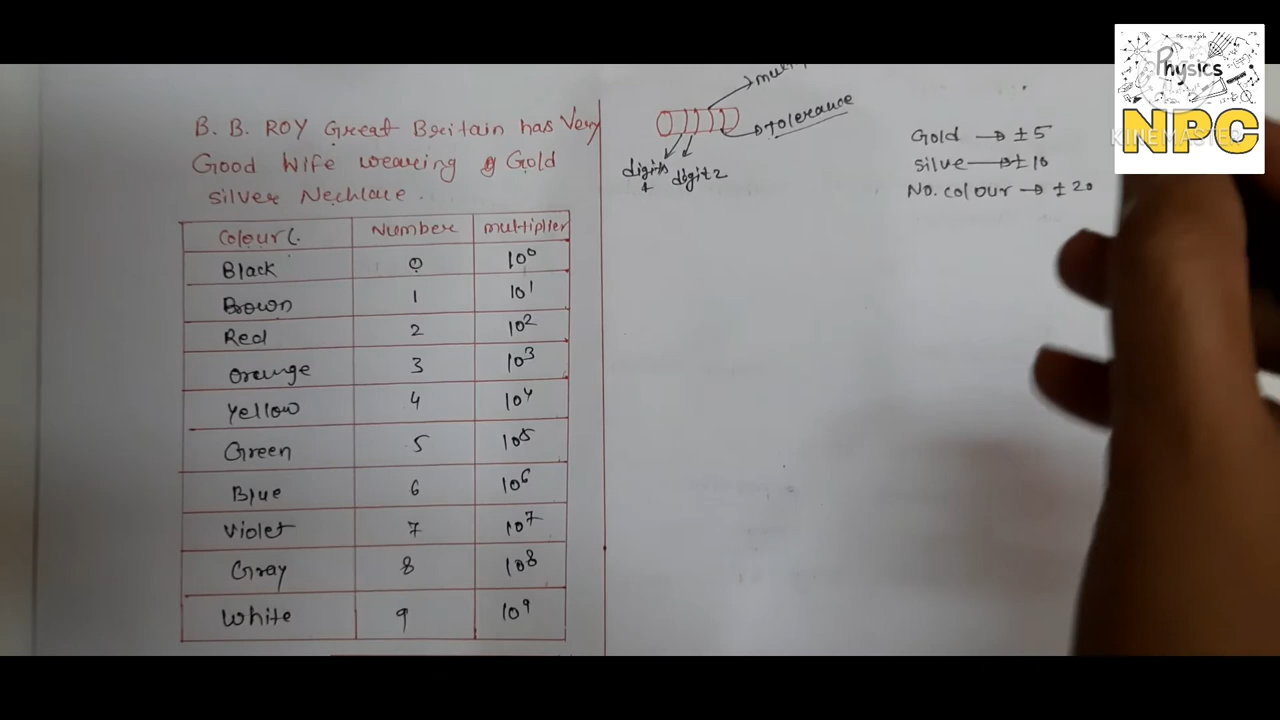 B. B. ROY Great Britain has Very
Good Wife wearing Gold
silver Necklace.
Colour Number multiplier
Black 0 10⁰
Brown 1 10¹
Red 2 10²
Orange 3 10³
Yellow 4 10⁴
Green 5 10⁵
Blue 6 10⁶
Violet 7 10⁷
Gray 8 10⁸
White 9 10⁹
tolerance
digits
digit 2
Gold → ± 5
silve → ± 10
No. colour → ± 20
Physics
NPC
KINEMASTER